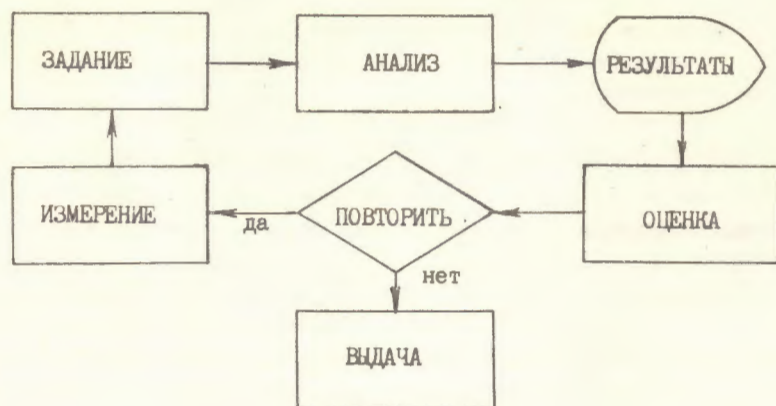 ЗАДАНИЕ
АНАЛИЗ
РЕЗУЛЬТАТЫ
ИЗМЕРЕНИЕ
да
ПОВТОРИТЬ
ОЦЕНКА
нет
ВЫДАЧА